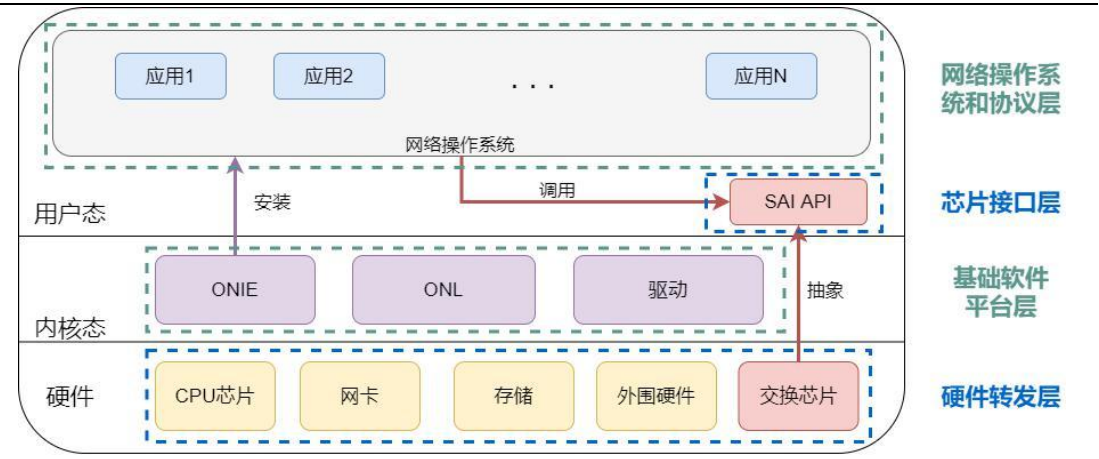 应用1
应用2
. . .
应用N
网络操作系统
网络操作系
统和协议层
安装
调用
SAI API
芯片接口层
用户态
ONIE
ONL
驱动
抽象
基础软件
平台层
内核态
硬件
CPU芯片
网卡
存储
外围硬件
交换芯片
硬件转发层